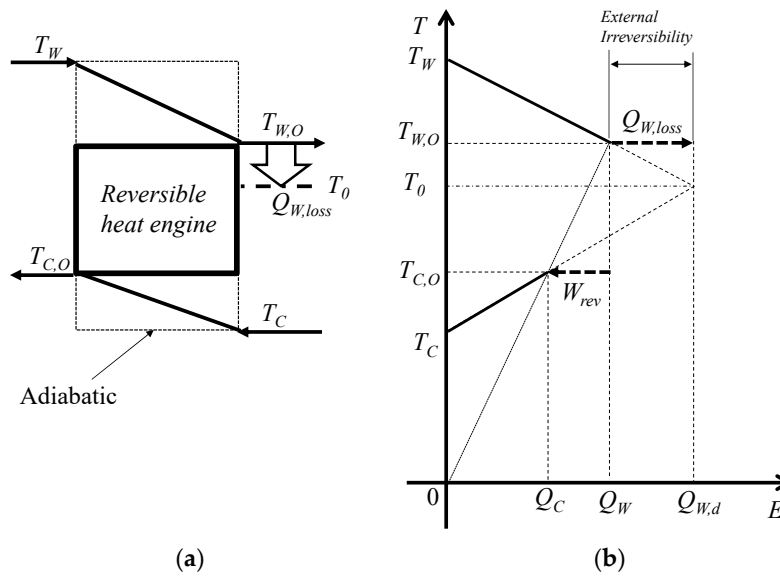 T_W
T_{W,O}
Reversible
heat engine
T_0
Q_{W,loss}
T_{C,O}
T_C
Adiabatic
(a)
T
External
Irreversibility
T_W
T_{W,O}
Q_{W,loss}
T_0
T_{C,O}
W_{rev}
T_C
0
Q_C
Q_W
Q_{W,d}
E
(b)